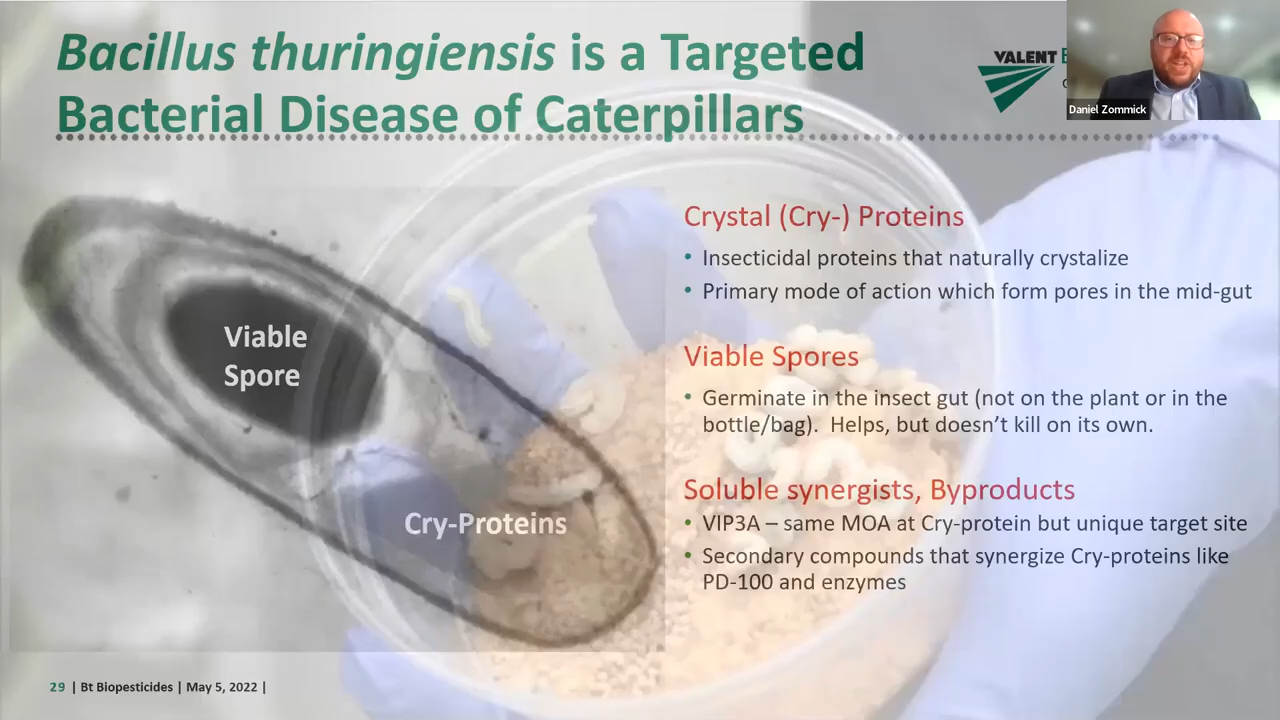 Bacillus thuringiensis is a Targeted
Bacterial Disease of Caterpillars
VALENT
Daniel Zommick
Viable
Spore
Cry-Proteins
Crystal (Cry-) Proteins
• Insecticidal proteins that naturally crystalize
• Primary mode of action which form pores in the mid-gut
Viable Spores
• Germinate in the insect gut (not on the plant or in the
bottle/bag). Helps, but doesn’t kill on its own.
Soluble synergists, Byproducts
• VIP3A – same MOA at Cry-protein but unique target site
• Secondary compounds that synergize Cry-proteins like
PD-100 and enzymes
29 | Bt Biopesticides | May 5, 2022 |